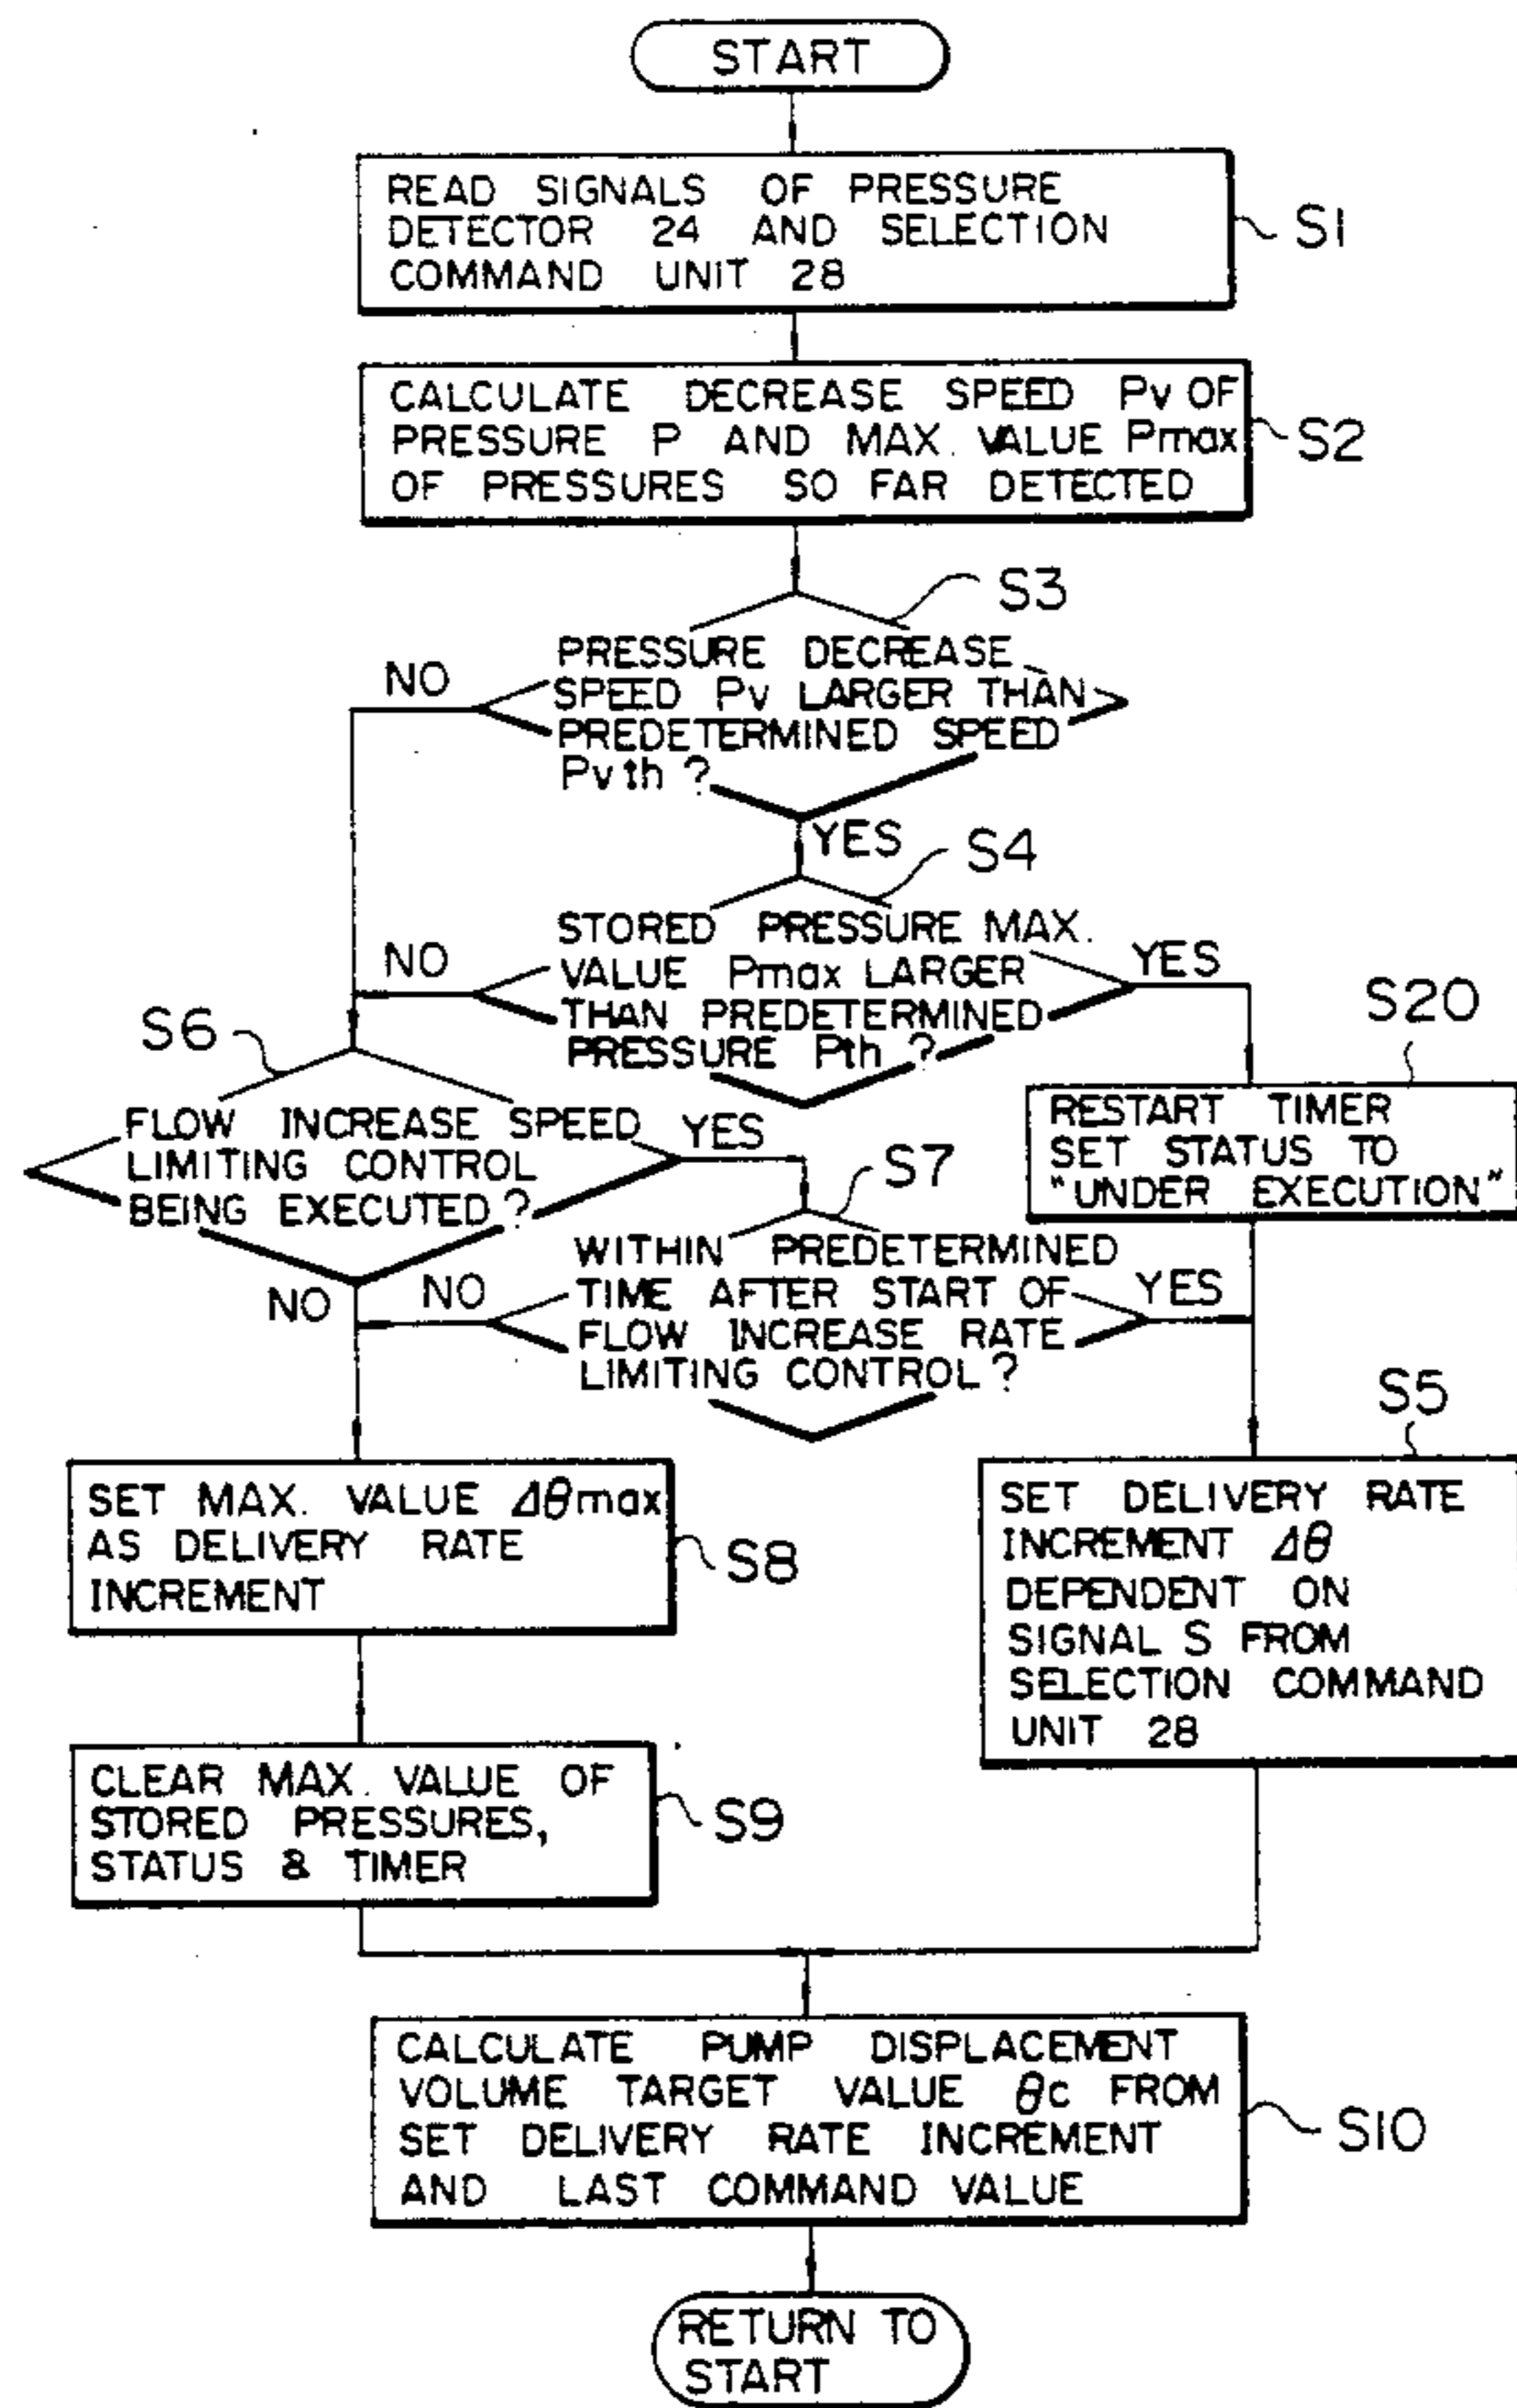 START
READ SIGNALS OF PRESSURE
DETECTOR 24 AND SELECTION
COMMAND UNIT 28
S1
CALCULATE DECREASE SPEED Pv OF
PRESSURE P AND MAX. VALUE Pmax
OF PRESSURES SO FAR DETECTED
S2
S3
PRESSURE DECREASE
SPEED Pv LARGER THAN
PREDETERMINED SPEED
Pvth ?
NO
YES
S4
STORED PRESSURE MAX.
VALUE Pmax LARGER
THAN PREDETERMINED
PRESSURE Pth ?
NO
YES
S20
RESTART TIMER
SET STATUS TO
"UNDER EXECUTION"
S6
FLOW INCREASE SPEED
LIMITING CONTROL
BEING EXECUTED ?
YES
NO
S7
WITHIN PREDETERMINED
TIME AFTER START OF
FLOW INCREASE RATE
LIMITING CONTROL ?
NO
YES
S5
SET DELIVERY RATE
INCREMENT Δθ
DEPENDENT ON
SIGNAL S FROM
SELECTION COMMAND
UNIT 28
SET MAX. VALUE Δθmax
AS DELIVERY RATE
INCREMENT
S8
CLEAR MAX. VALUE OF
STORED PRESSURES,
STATUS & TIMER
S9
CALCULATE PUMP DISPLACEMENT
VOLUME TARGET VALUE θc FROM
SET DELIVERY RATE INCREMENT
AND LAST COMMAND VALUE
S10
RETURN TO
START